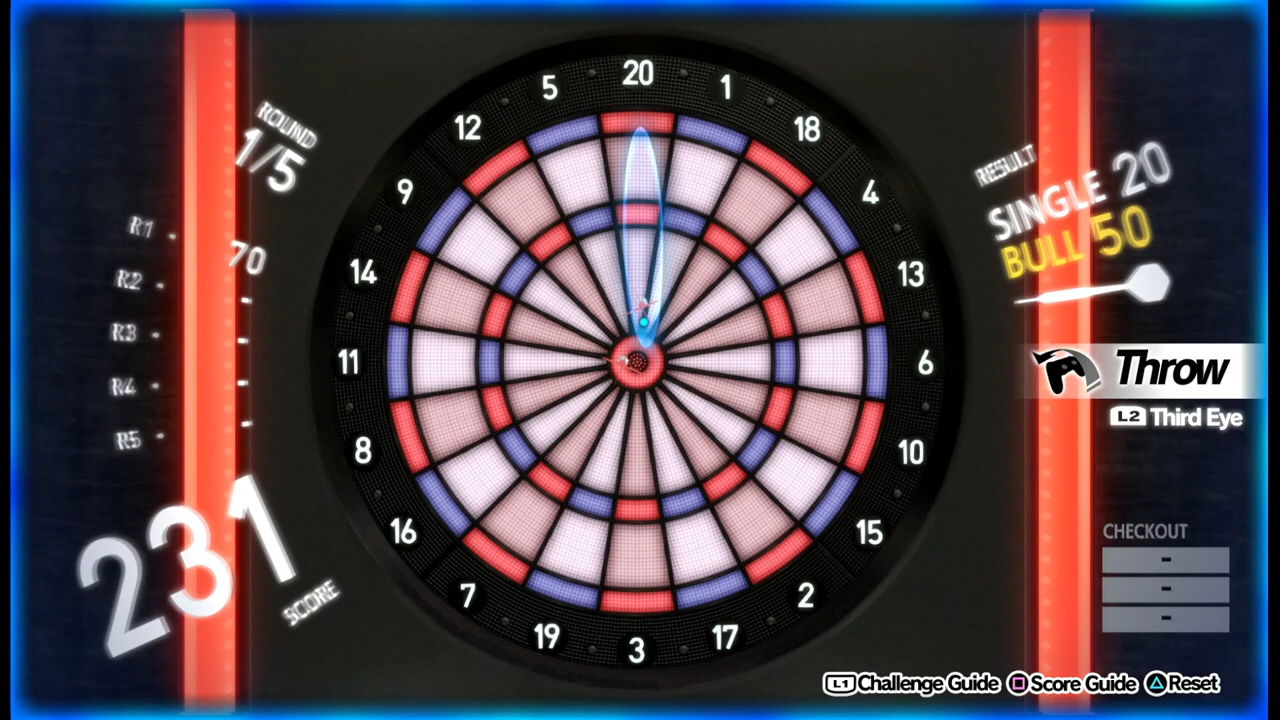 ROUND
1/5
R1 70
R2 -
R3 -
R4 -
R5 -
231
SCORE
20
1
18
4
13
6
10
15
2
17
3
19
7
16
8
11
14
9
12
5
RESULT
SINGLE 20
BULL 50
Throw
L2 Third Eye
CHECKOUT
-
-
-
L1 Challenge Guide Score Guide Reset